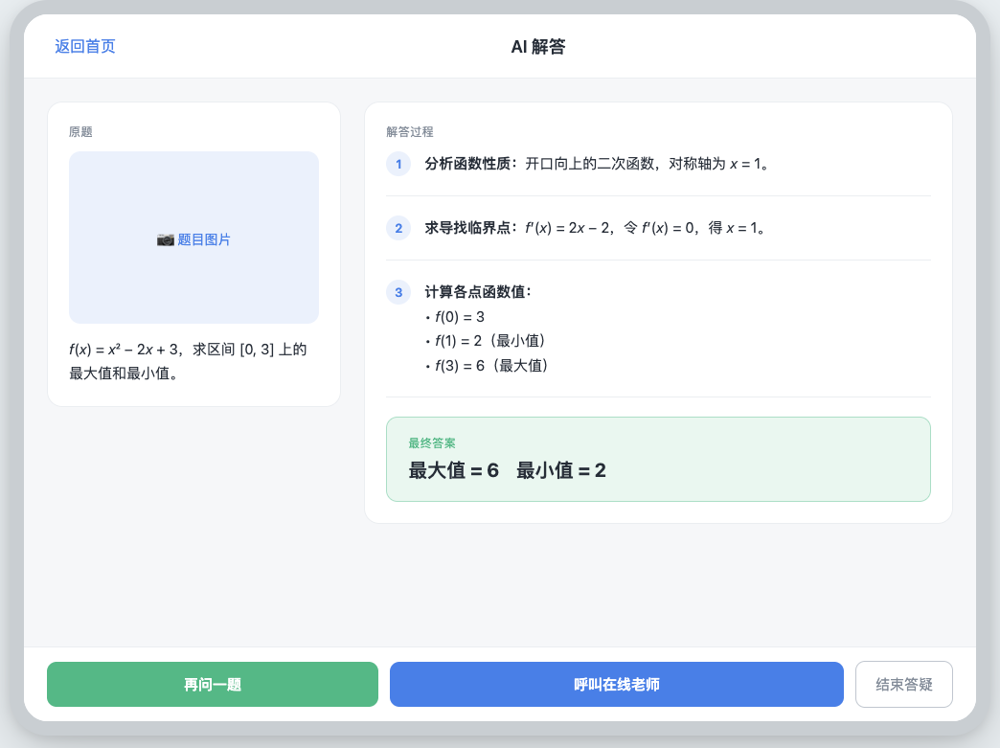 返回首页
AI 解答
原题
📷 题目图片
f(x) = x² − 2x + 3，求区间 [0, 3] 上的
最大值和最小值。
解答过程
1 分析函数性质：开口向上的二次函数，对称轴为 x = 1。
2 求导找临界点：f′(x) = 2x − 2，令 f′(x) = 0，得 x = 1。
3 计算各点函数值：
• f(0) = 3
• f(1) = 2（最小值）
• f(3) = 6（最大值）
最终答案
最大值 = 6 最小值 = 2
再问一题
呼叫在线老师
结束答疑